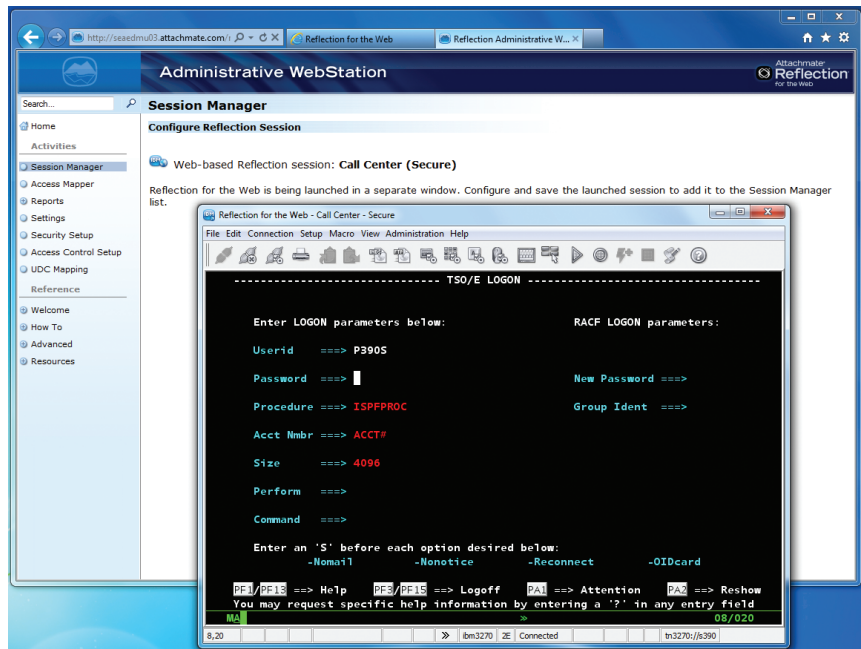 http://seaedmu03.attachmate.com/
Reflection for the Web
Reflection Administrative W...
Administrative WebStation
Attachmate
Reflection
for the Web
Search...
Session Manager
Home
Configure Reflection Session
Activities
Session Manager
Web-based Reflection session: Call Center (Secure)
Access Mapper
Reflection for the Web is being launched in a separate window. Configure and save the launched session to add it to the Session Manager
list.
Reports
Settings
Security Setup
Access Control Setup
UDC Mapping
Reference
Welcome
How To
Advanced
Resources
Reflection for the Web - Call Center - Secure
File Edit Connection Setup Macro View Administration Help
------------------------------- TSO/E LOGON -----------------------------------
Enter LOGON parameters below: RACF LOGON parameters:
Userid ===> P390S
Password ===> New Password ===>
Procedure ===> ISPFPROC Group Ident ===>
Acct Nmbr ===> ACCT#
Size ===> 4096
Perform ===>
Command ===>
Enter an 'S' before each option desired below:
-Nomail -Nonotice -Reconnect -OIDcard
PF1/PF13 ==> Help PF3/PF15 ==> Logoff PA1 ==> Attention PA2 ==> Reshow
You may request specific help information by entering a '?' in any entry field
MA » 08/020
8,20 » ibm3270 2E Connected tn3270://s390